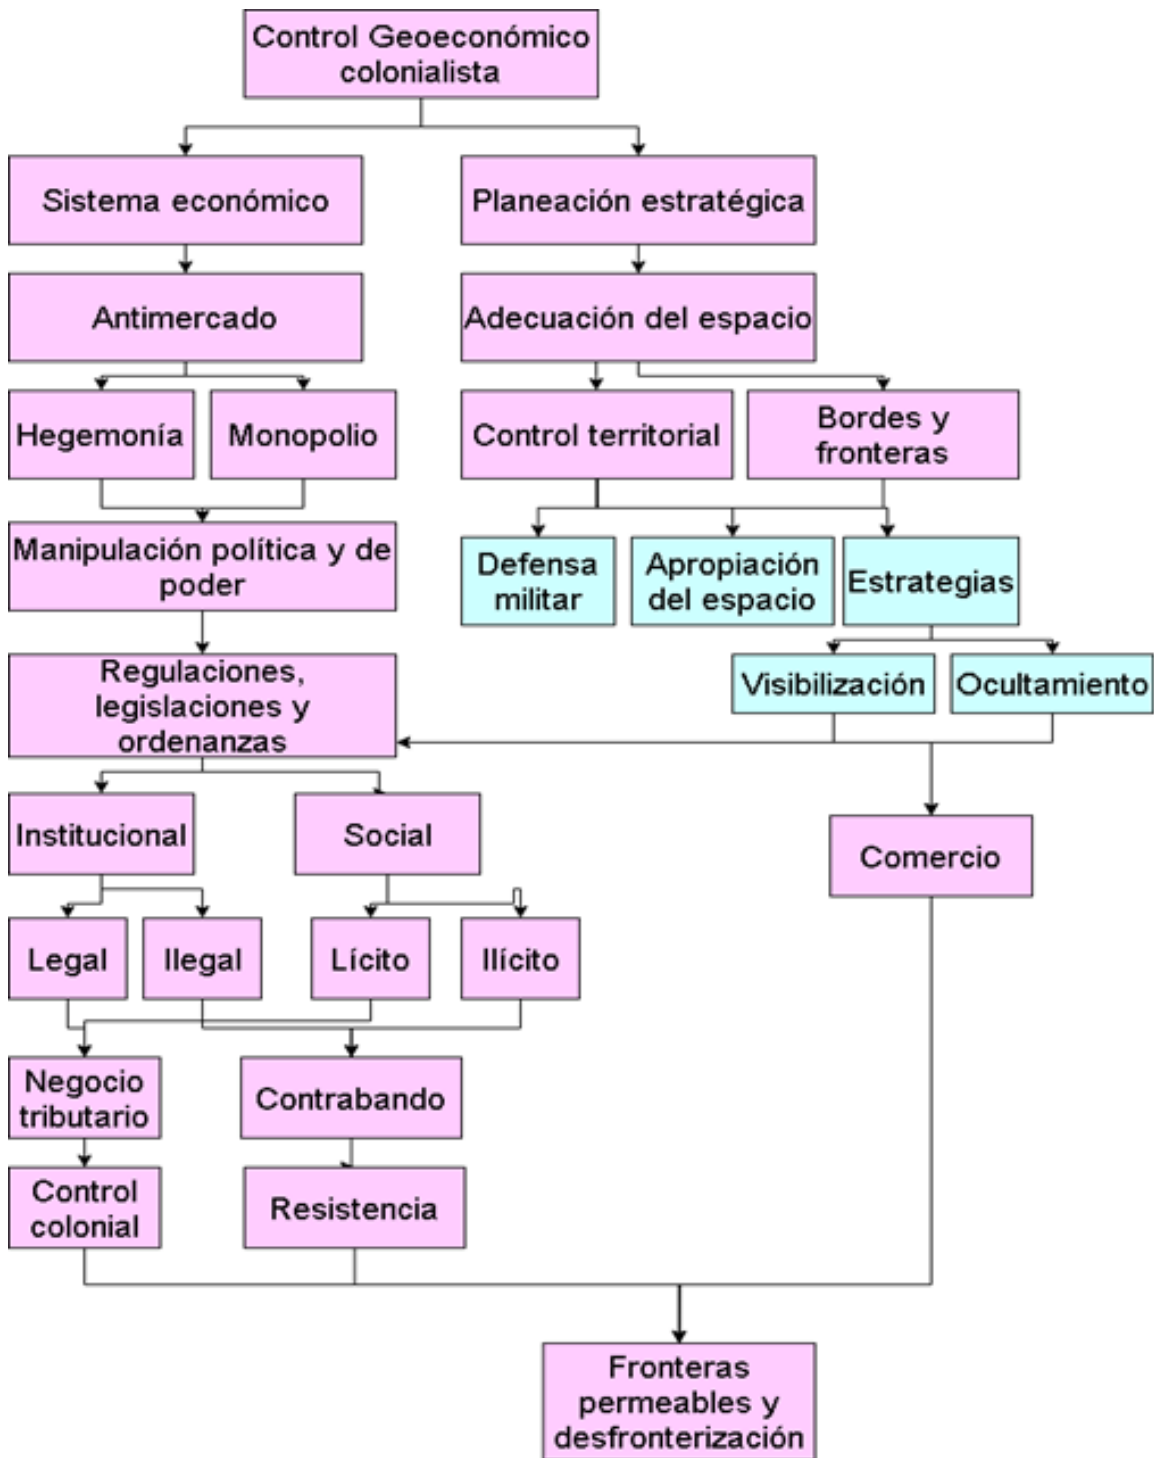 Control Geoeconómico
colonialista
Sistema económico
Planeación estratégica
Antimercado
Adecuación del espacio
Hegemonía
Monopolio
Control territorial
Bordes y
fronteras
Manipulación política y de
poder
Defensa
militar
Apropiación
del espacio
Estrategias
Regulaciones,
legislaciones y
ordenanzas
Visibilización
Ocultamiento
Institucional
Social
Comercio
Legal
Ilegal
Lícito
Ilícito
Negocio
tributario
Contrabando
Control
colonial
Resistencia
Fronteras
permeables y
desfronterización